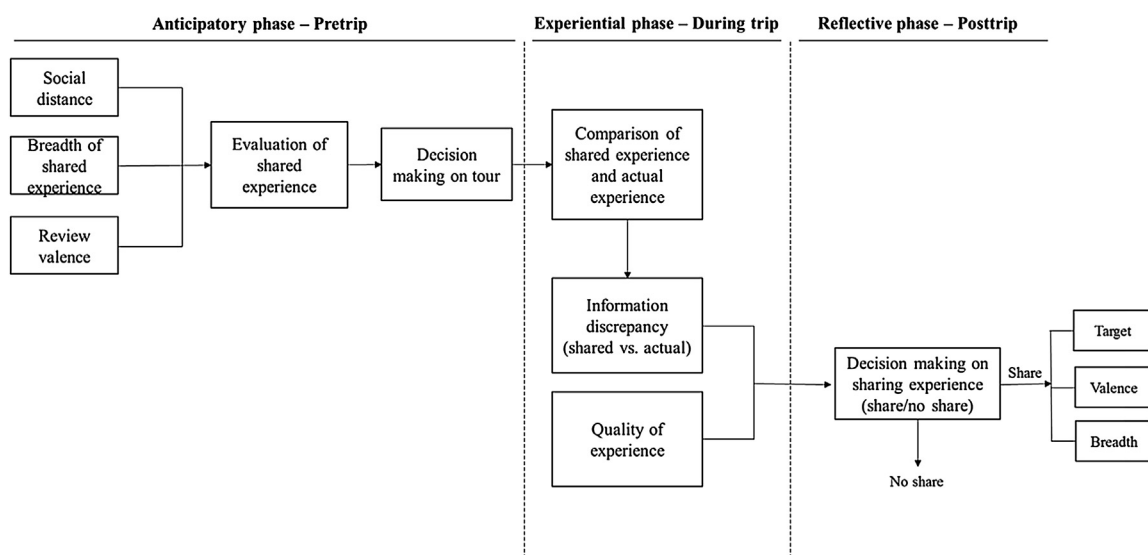 Anticipatory phase – Pretrip
Experiential phase – During trip
Reflective phase – Posttrip
Social
distance
Breadth of
shared
experience
Review
valence
Evaluation of
shared
experience
Decision
making on tour
Comparison of
shared experience
and actual
experience
Information
discrepancy
(shared vs. actual)
Quality of
experience
Decision making on
sharing experience
(share/no share)
Share
No share
Target
Valence
Breadth